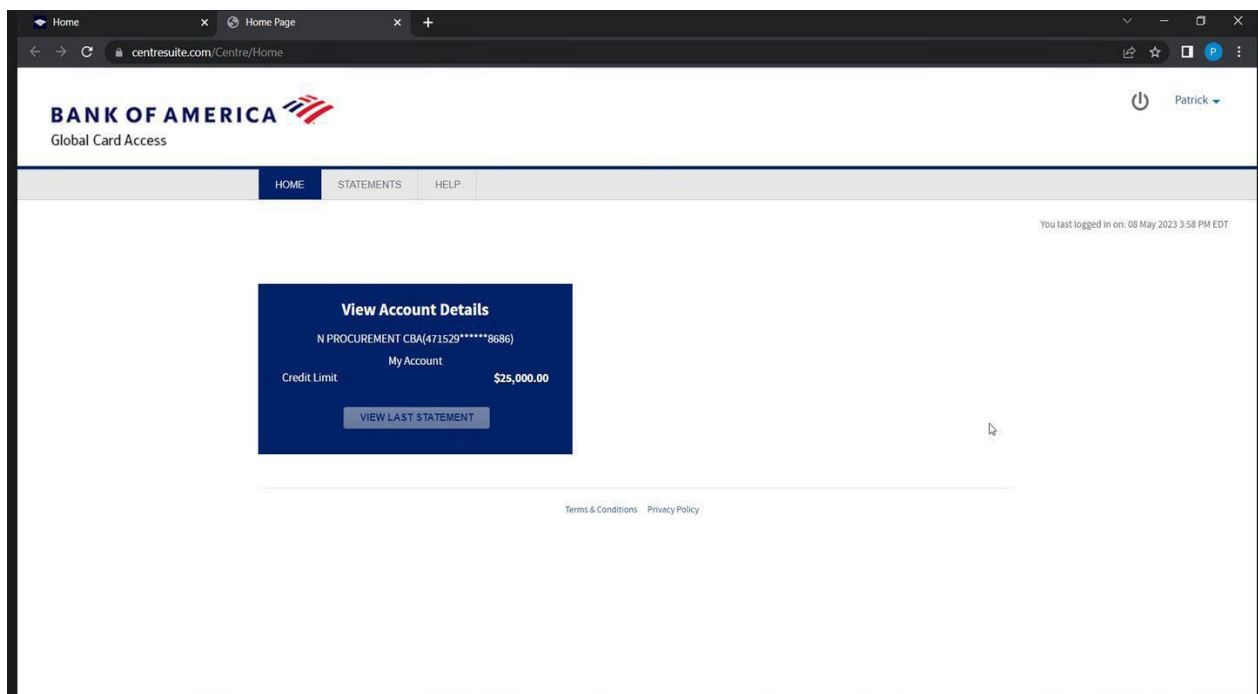 Home
Home Page
centresuite.com/Centre/Home
P
BANK OF AMERICA
Global Card Access
Patrick
HOME STATEMENTS HELP
You last logged in on: 08 May 2023 3:58 PM EDT
View Account Details
N PROCUREMENT CBA(471529******8686)
My Account
Credit Limit $25,000.00
VIEW LAST STATEMENT
Terms & Conditions Privacy Policy